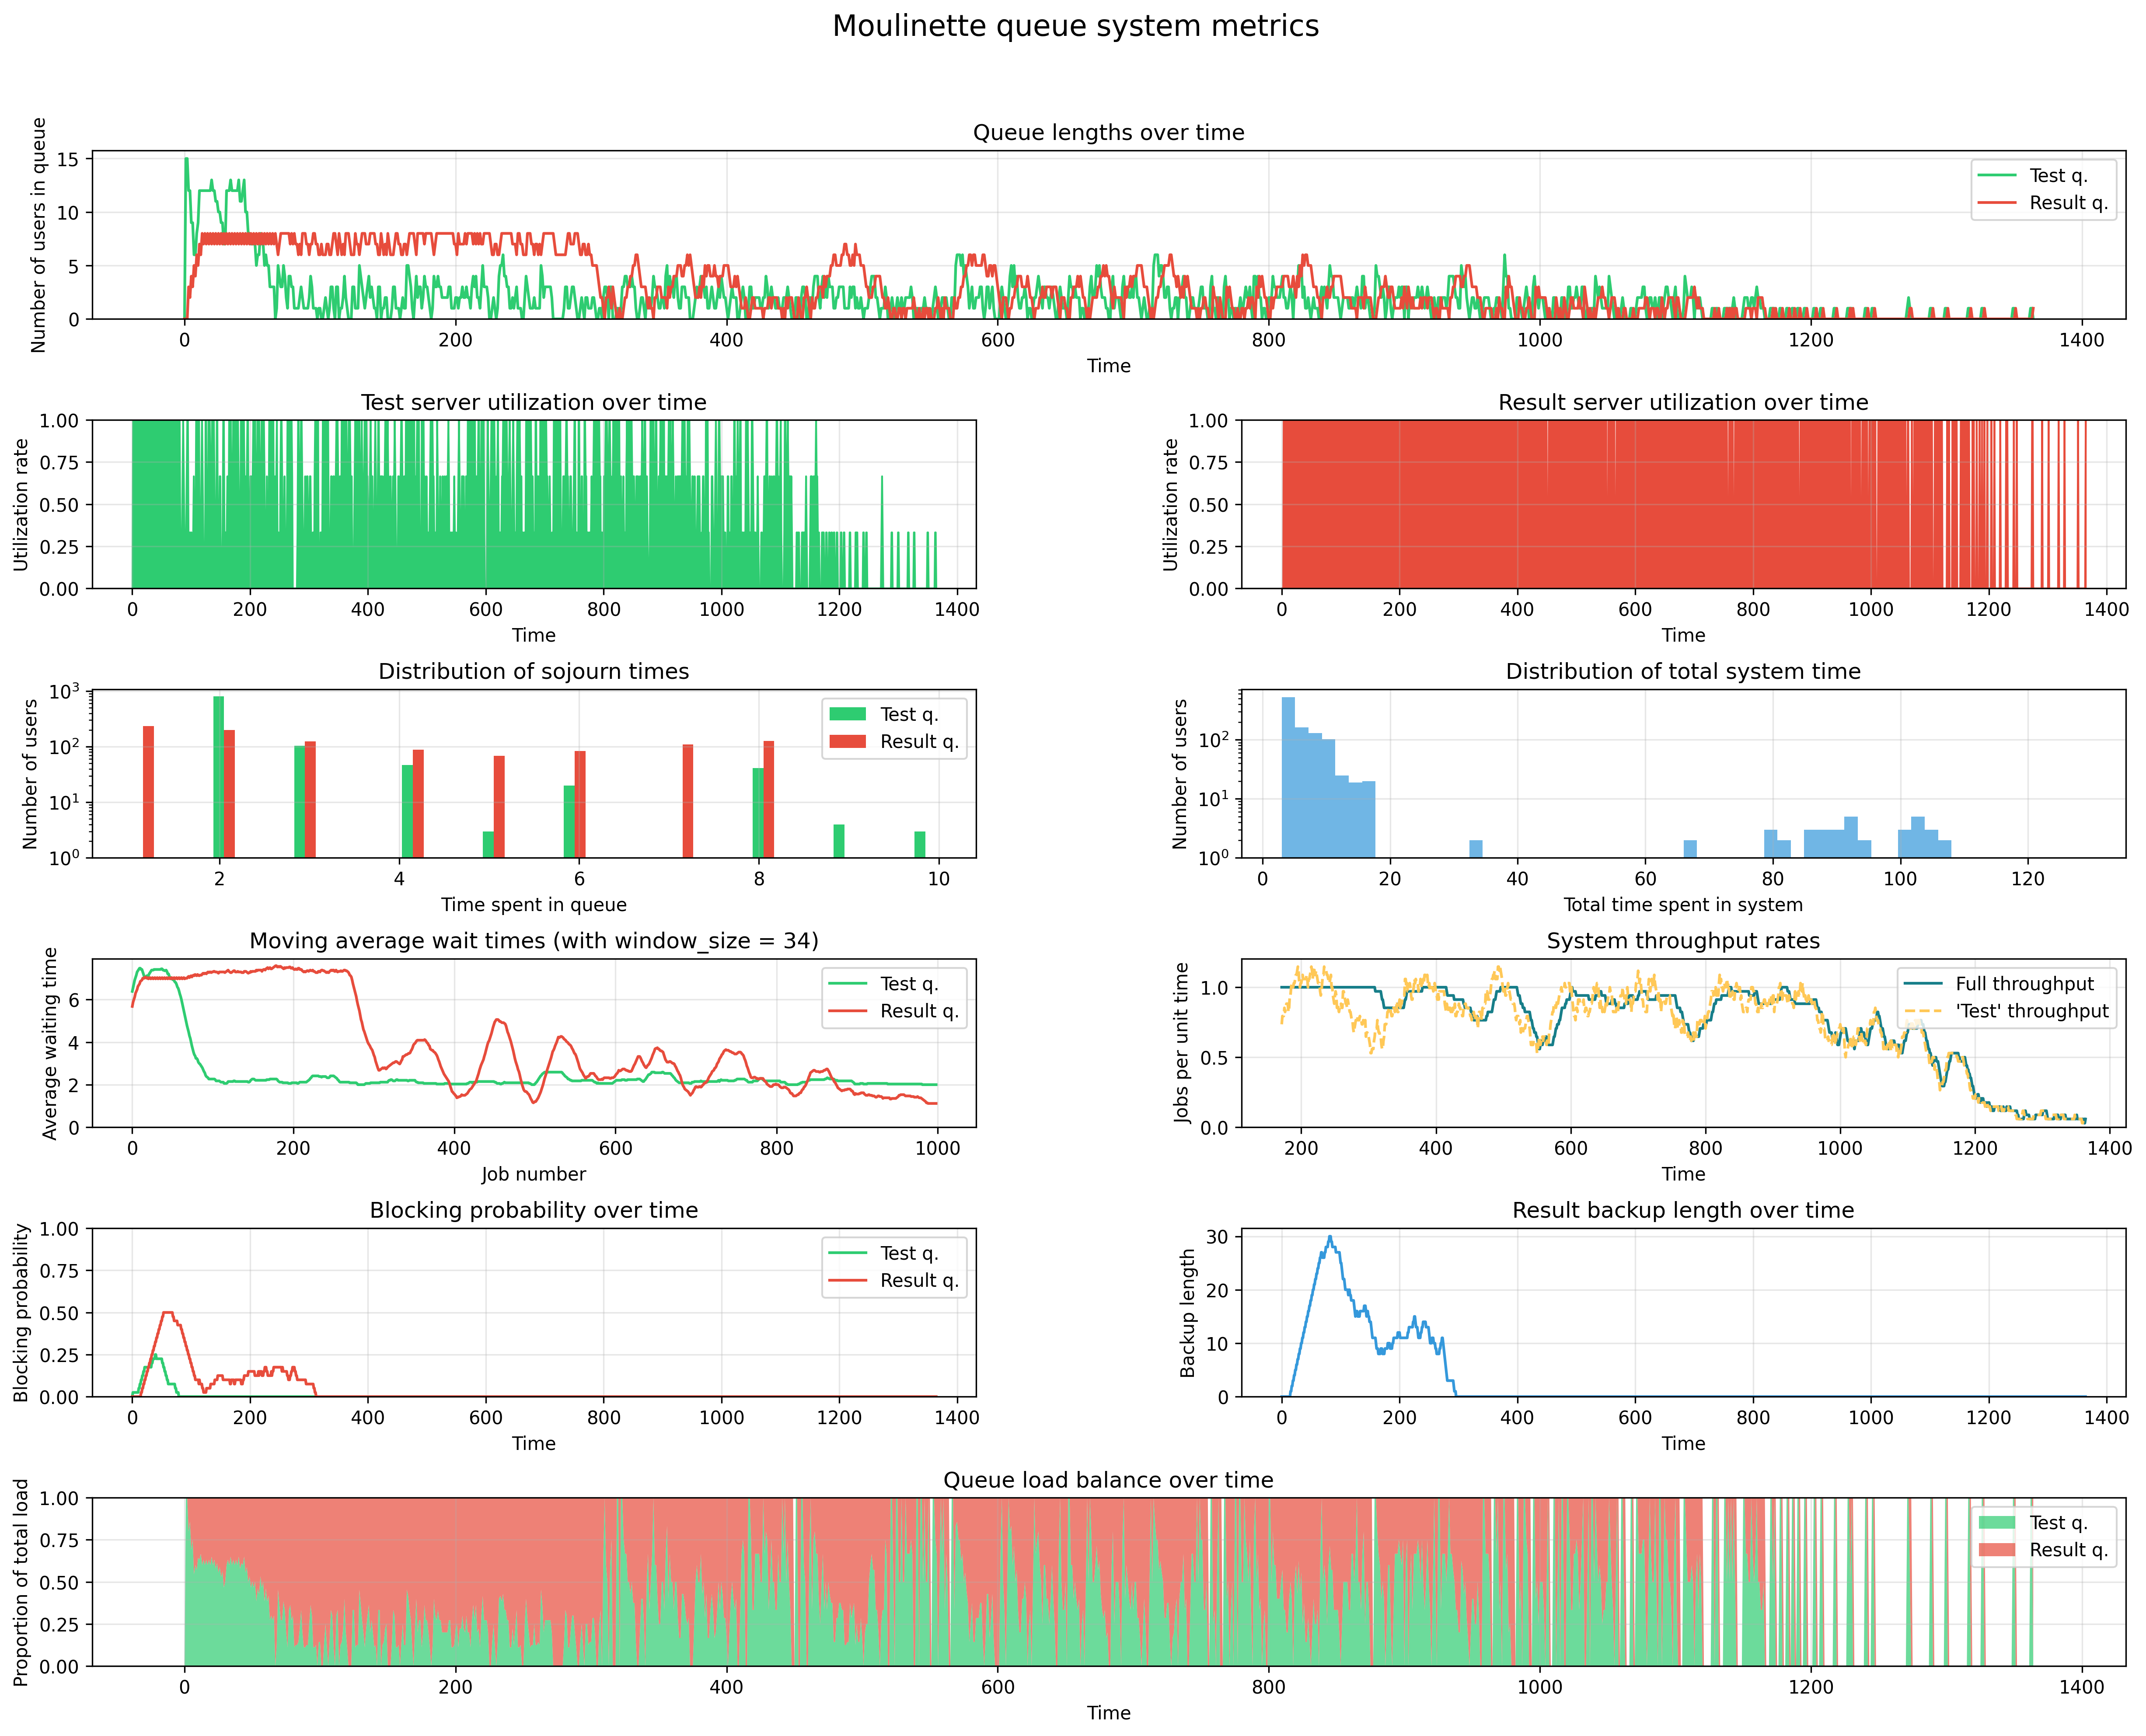 Moulinette queue system metrics
Queue lengths over time
Number of users in queue
15
10
5
0
Test q.
Result q.
0 200 400 600 800 1000 1200 1400
Time
Test server utilization over time
Utilization rate
1.00
0.75
0.50
0.25
0.00
0 200 400 600 800 1000 1200 1400
Time
Result server utilization over time
Utilization rate
1.00
0.75
0.50
0.25
0.00
0 200 400 600 800 1000 1200 1400
Time
Distribution of sojourn times
Number of users
10³
10²
10¹
10⁰
Test q.
Result q.
2 4 6 8 10
Time spent in queue
Distribution of total system time
Number of users
10²
10¹
10⁰
0 20 40 60 80 100 120
Total time spent in system
Moving average wait times (with window_size = 34)
Average waiting time
6
4
2
0
Test q.
Result q.
0 200 400 600 800 1000
Job number
System throughput rates
Jobs per unit time
1.0
0.5
0.0
Full throughput
'Test' throughput
200 400 600 800 1000 1200 1400
Time
Blocking probability over time
Blocking probability
1.00
0.75
0.50
0.25
0.00
Test q.
Result q.
0 200 400 600 800 1000 1200 1400
Time
Result backup length over time
Backup length
30
20
10
0
0 200 400 600 800 1000 1200 1400
Time
Queue load balance over time
Proportion of total load
1.00
0.75
0.50
0.25
0.00
Test q.
Result q.
0 200 400 600 800 1000 1200 1400
Time